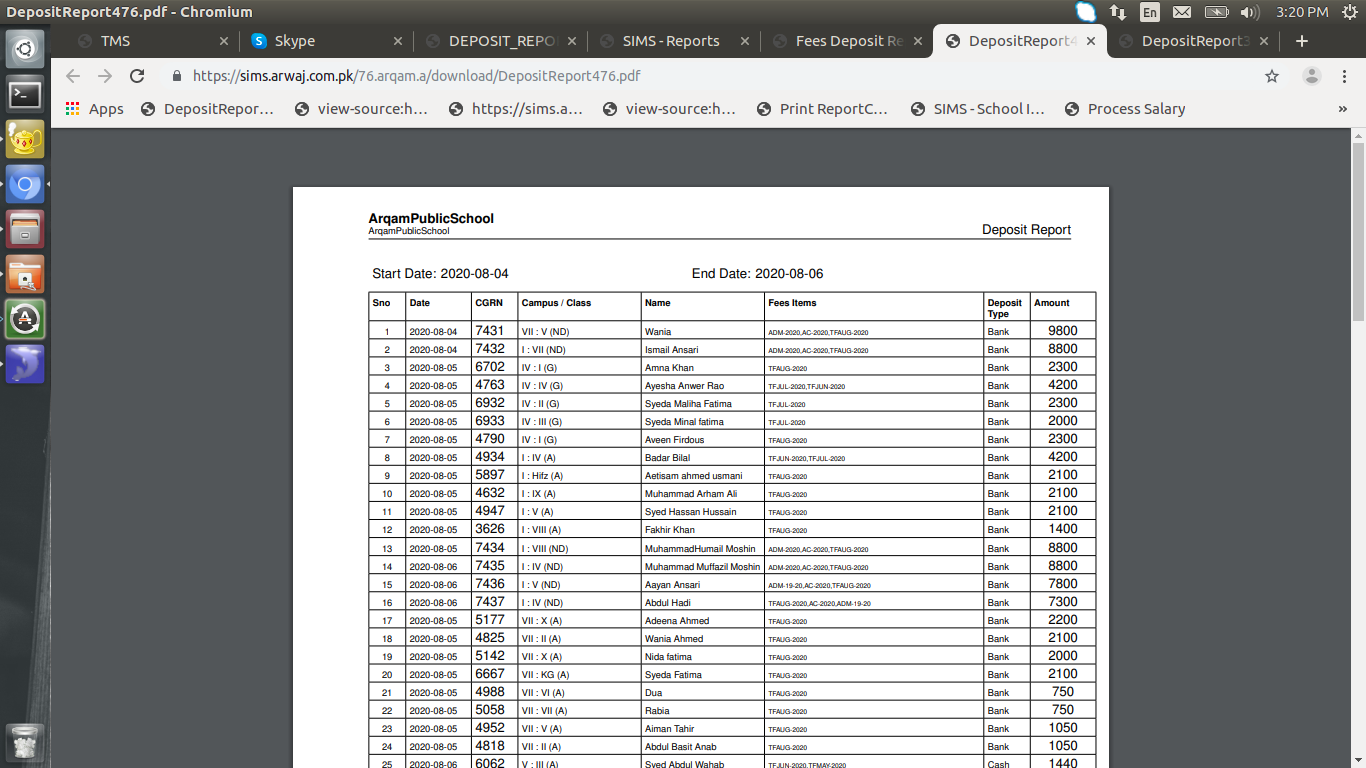 DepositReport476.pdf - Chromium En 3:20 PM
TMS Skype DEPOSIT_REPO SIMS - Reports Fees Deposit Re DepositReport4 DepositReport3
https://sims.arwaj.com.pk/76.arqam.a/download/DepositReport476.pdf
Apps DepositRepor... view-source:h... https://sims.a... view-source:h... Print ReportC... SIMS - School I... Process Salary »
ArqamPublicSchool
ArqamPublicSchool
Deposit Report
Start Date: 2020-08-04 End Date: 2020-08-06
Sno Date CGRN Campus / Class Name Fees Items Deposit Type Amount
1 2020-08-04 7431 VII : V (ND) Wania ADM-2020,AC-2020,TFAUG-2020 Bank 9800
2 2020-08-04 7432 I : VII (ND) Ismail Ansari ADM-2020,AC-2020,TFAUG-2020 Bank 8800
3 2020-08-05 6702 IV : I (G) Amna Khan TFAUG-2020 Bank 2300
4 2020-08-05 4763 IV : IV (G) Ayesha Anwer Rao TFJUL-2020,TFJUN-2020 Bank 4200
5 2020-08-05 6932 IV : II (G) Syeda Maliha Fatima TFJUL-2020 Bank 2300
6 2020-08-05 6933 IV : III (G) Syeda Minal fatima TFJUL-2020 Bank 2000
7 2020-08-05 4790 IV : I (G) Aveen Firdous TFAUG-2020 Bank 2300
8 2020-08-05 4934 I : IV (A) Badar Bilal TFJUN-2020,TFJUL-2020 Bank 4200
9 2020-08-05 5897 I : Hifz (A) Aetisam ahmed usmani TFAUG-2020 Bank 2100
10 2020-08-05 4632 I : IX (A) Muhammad Arham Ali TFAUG-2020 Bank 2100
11 2020-08-05 4947 I : V (A) Syed Hassan Hussain TFAUG-2020 Bank 2100
12 2020-08-05 3626 I : VIII (A) Fakhir Khan TFAUG-2020 Bank 1400
13 2020-08-05 7434 I : VIII (ND) MuhammadHumail Moshin ADM-2020,AC-2020,TFAUG-2020 Bank 8800
14 2020-08-06 7435 I : IV (ND) Muhammad Muffazil Moshin ADM-2020,AC-2020,TFAUG-2020 Bank 8800
15 2020-08-06 7436 I : V (ND) Aayan Ansari ADM-19-20,AC-2020,TFAUG-2020 Bank 7800
16 2020-08-06 7437 I : IV (ND) Abdul Hadi TFAUG-2020,AC-2020,ADM-19-20 Bank 7300
17 2020-08-05 5177 VII : X (A) Adeena Ahmed TFAUG-2020 Bank 2200
18 2020-08-05 4825 VII : II (A) Wania Ahmed TFAUG-2020 Bank 2100
19 2020-08-05 5142 VII : X (A) Nida fatima TFAUG-2020 Bank 2000
20 2020-08-05 6667 VII : KG (A) Syeda Fatima TFAUG-2020 Bank 2100
21 2020-08-05 4988 VII : VI (A) Dua TFAUG-2020 Bank 750
22 2020-08-05 5058 VII : VII (A) Rabia TFAUG-2020 Bank 750
23 2020-08-05 4952 VII : V (A) Aiman Tahir TFAUG-2020 Bank 1050
24 2020-08-05 4818 VII : II (A) Abdul Basit Anab TFAUG-2020 Bank 1050
25 2020-08-06 6062 V : III (A) Syed Abdul Wahab TFJUN-2020,TFMAY-2020 Cash 1440